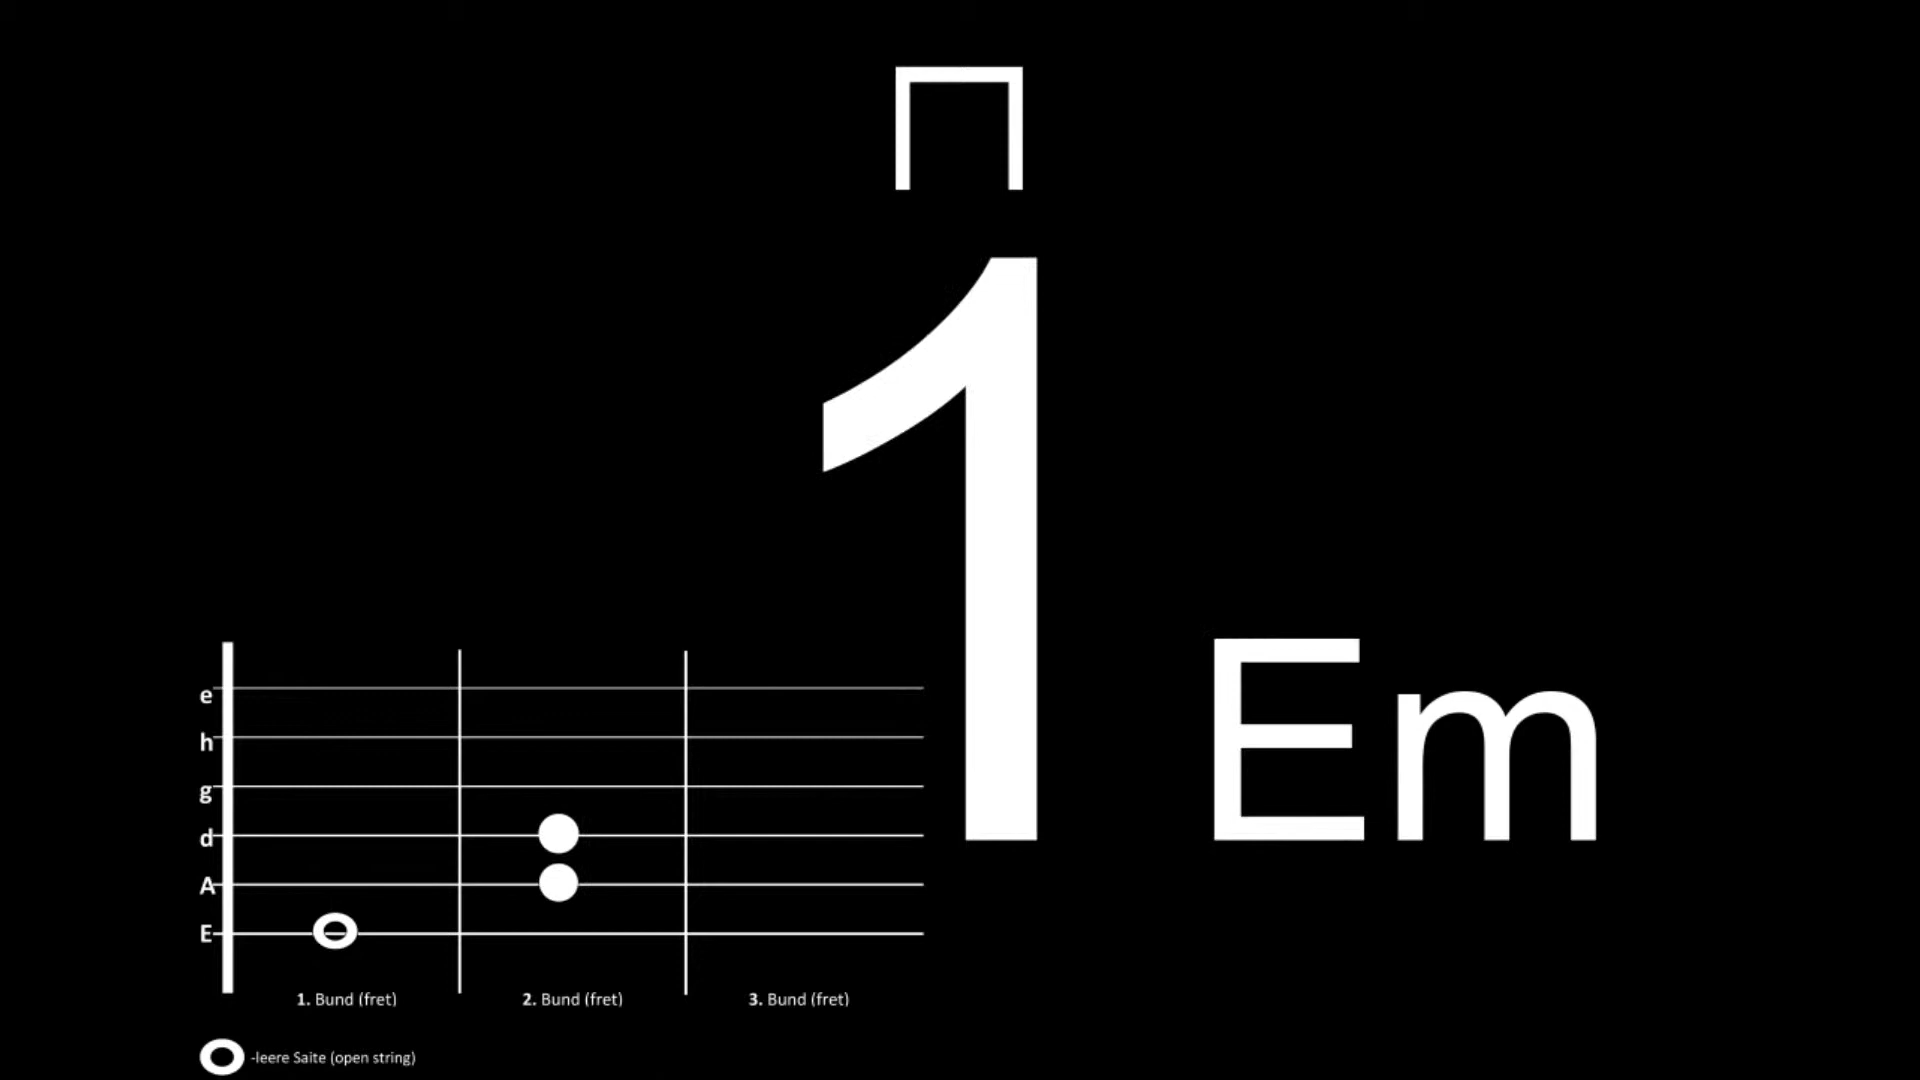 1
Em
e
h
g
d
A
E
1. Bund (fret) 2. Bund (fret) 3. Bund (fret)
-leere Saite (open string)